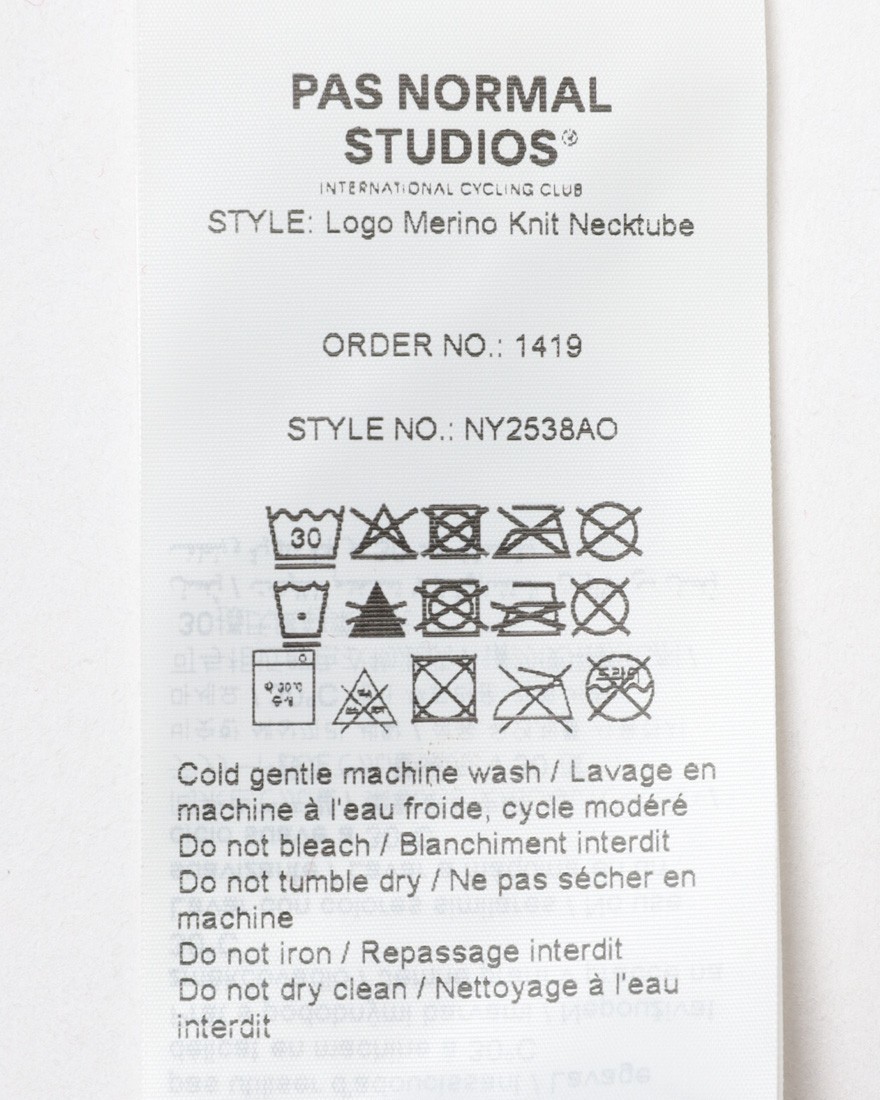 PAS NORMAL
STUDIOS®
INTERNATIONAL CYCLING CLUB
STYLE: Logo Merino Knit Necktube
ORDER NO.: 1419
STYLE NO.: NY2538AO
30
Cold gentle machine wash / Lavage en
machine à l'eau froide, cycle modéré
Do not bleach / Blanchiment interdit
Do not tumble dry / Ne pas sécher en
machine
Do not iron / Repassage interdit
Do not dry clean / Nettoyage à l'eau
interdit